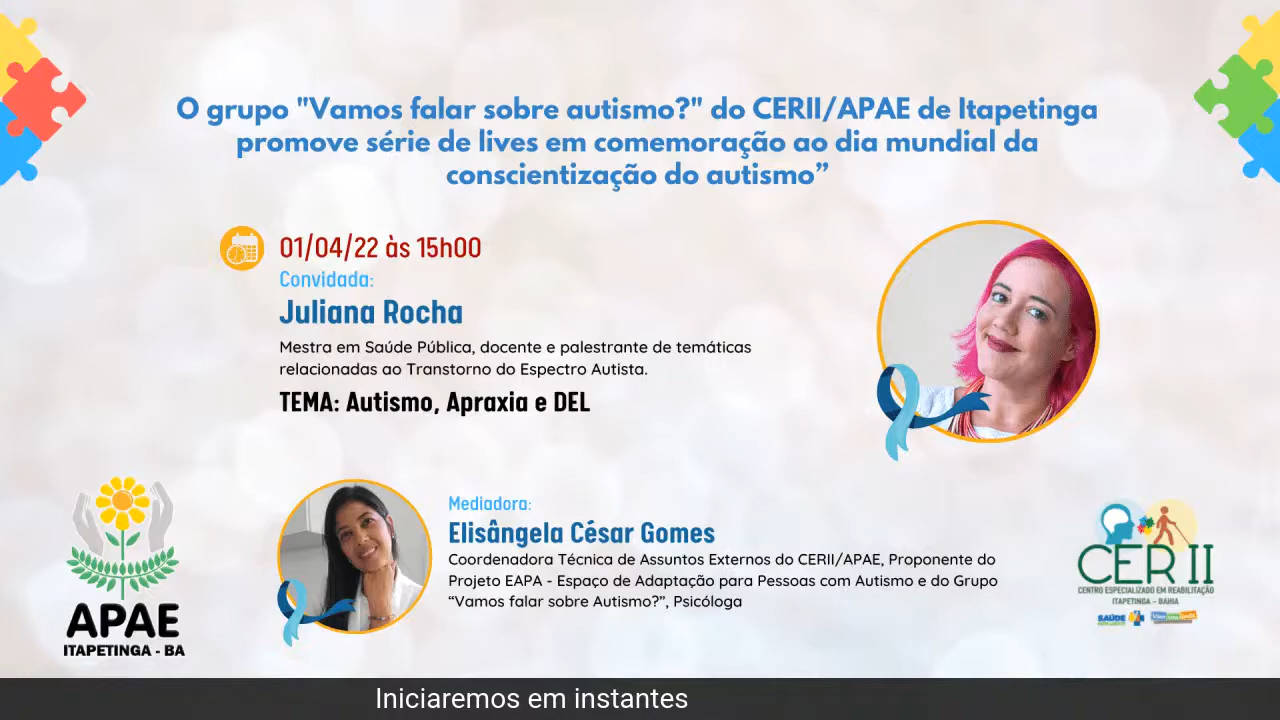 O grupo "Vamos falar sobre autismo?" do CERII/APAE de Itapetinga
promove série de lives em comemoração ao dia mundial da
conscientização do autismo”
01/04/22 às 15h00
Convidada:
Juliana Rocha
Mestra em Saúde Pública, docente e palestrante de temáticas
relacionadas ao Transtorno do Espectro Autista.
TEMA: Autismo, Apraxia e DEL
Mediadora:
Elisângela César Gomes
Coordenadora Técnica de Assuntos Externos do CERII/APAE, Proponente do
Projeto EAPA - Espaço de Adaptação para Pessoas com Autismo e do Grupo
“Vamos falar sobre Autismo?”, Psicóloga
APAE
ITAPETINGA - BA
CER II
CENTRO ESPECIALIZADO EM REABILITAÇÃO
ITAPETINGA - BAHIA
SAÚDE
Iniciaremos em instantes